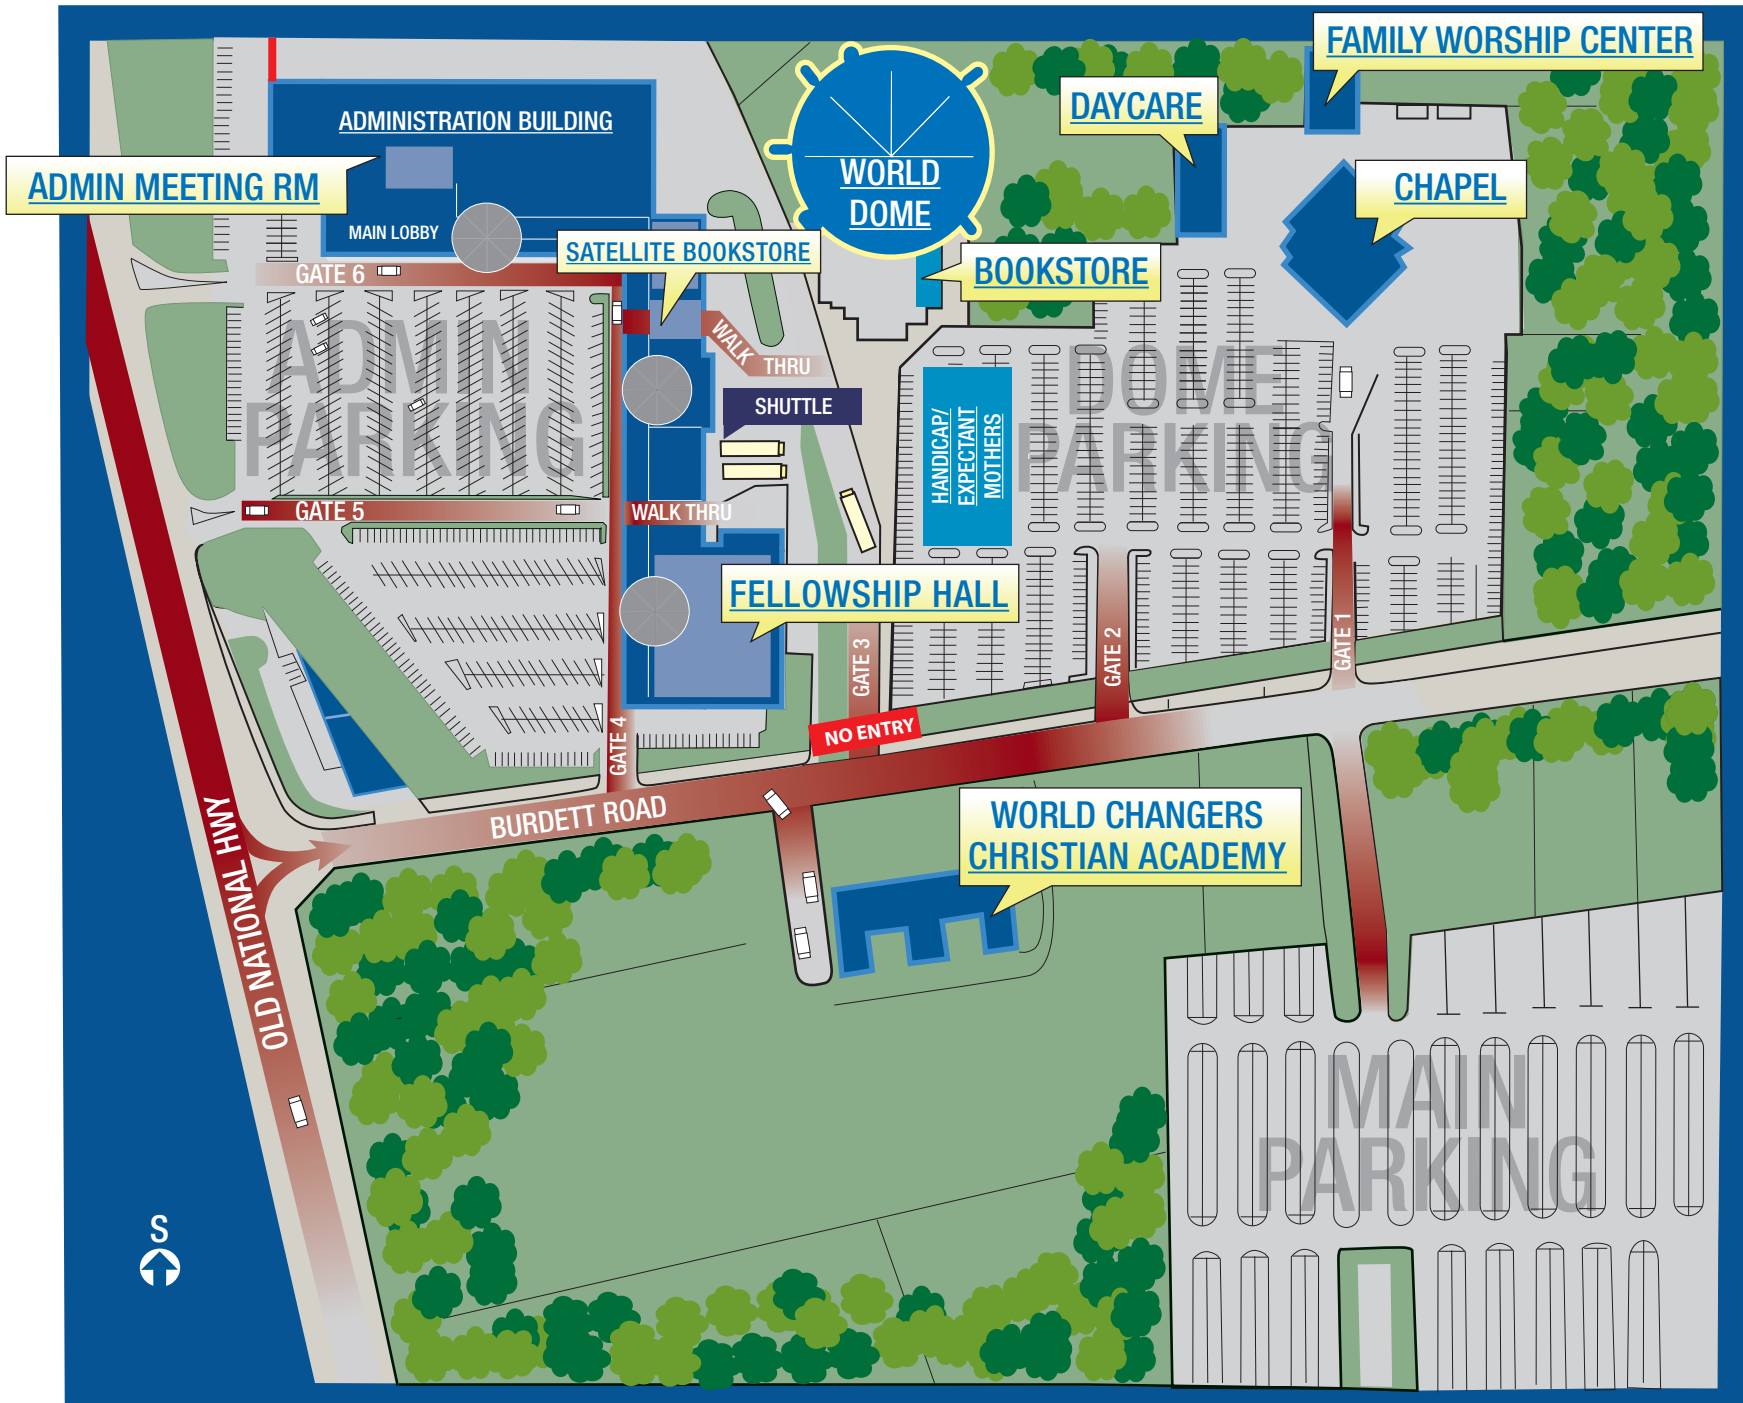 FAMILY WORSHIP CENTER
DAYCARE
ADMINISTRATION BUILDING
ADMIN MEETING RM
WORLD
DOME
CHAPEL
MAIN LOBBY
SATELLITE BOOKSTORE
BOOKSTORE
GATE 6
WALK
THRU
ADMIN
PARKING
SHUTTLE
HANDICAP/
EXPECTANT
MOTHERS
DOME
PARKING
GATE 5
WALK THRU
FELLOWSHIP HALL
GATE 3
GATE 2
GATE 1
GATE 4
NO ENTRY
BURDETT ROAD
WORLD CHANGERS
CHRISTIAN ACADEMY
OLD NATIONAL HWY
MAIN
PARKING
S